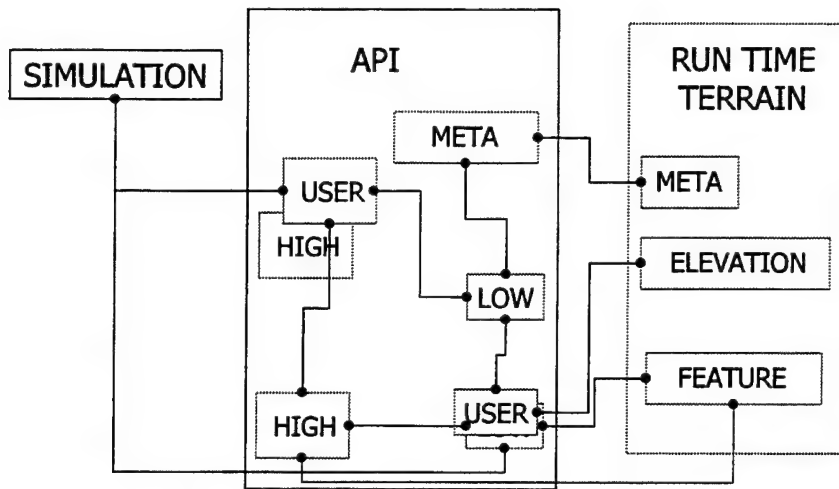 SIMULATION
API
RUN TIME
TERRAIN
META
META
USER
HIGH
ELEVATION
LOW
FEATURE
USER
HIGH